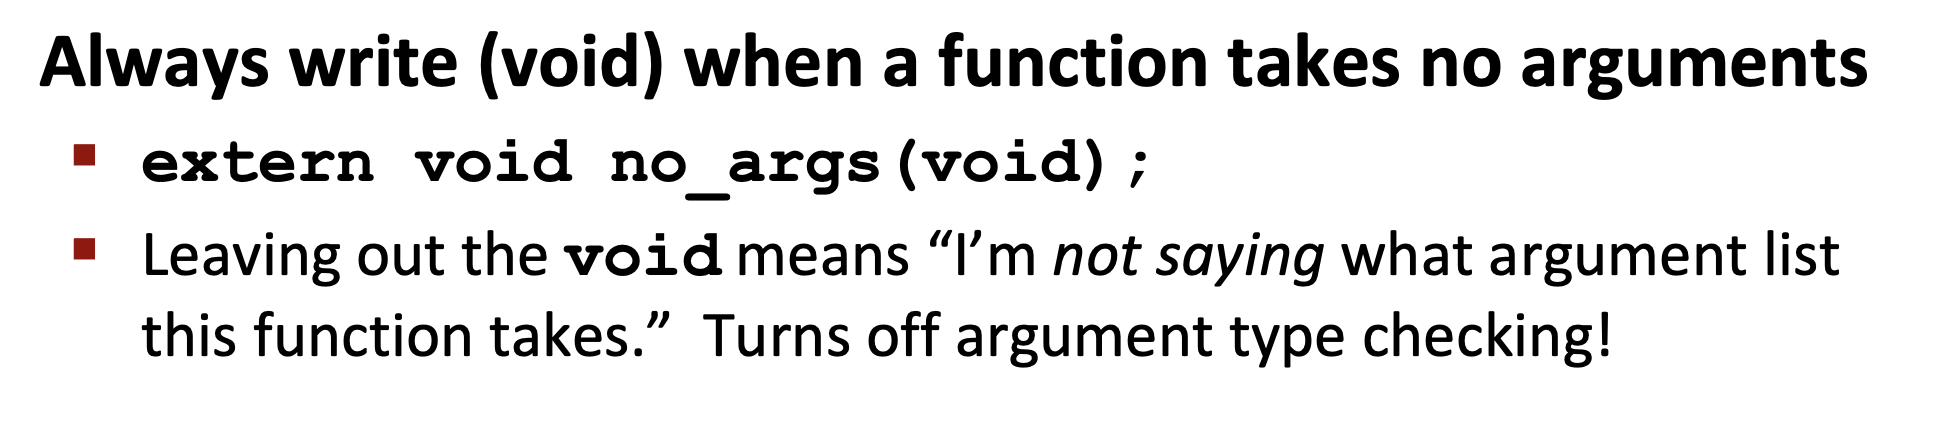 Always write (void) when a function takes no arguments
▪ extern void no_args(void);
▪ Leaving out the void means “I’m not saying what argument list
this function takes.” Turns off argument type checking!